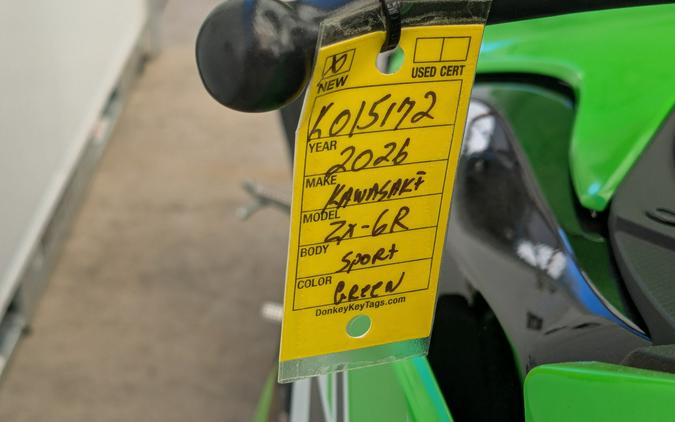 NEW
USED CERT
K015172
YEAR 2026
MAKE KAWASAKI
MODEL ZX-6R
BODY SPORT
COLOR GREEN
DonkeyKeyTags.com